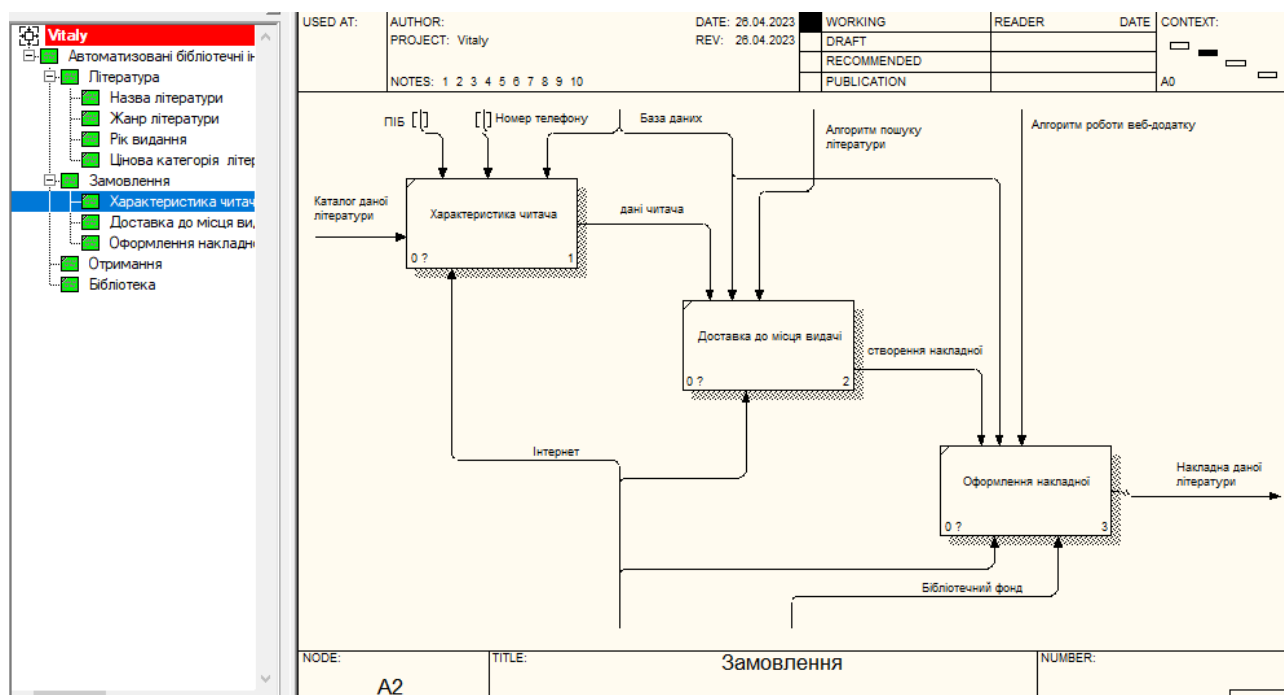 Vitaly
Автоматизовані бібліотечні ін
Література
Назва літератури
Жанр літератури
Рік видання
Цінова категорія літер
Замовлення
Характеристика читач
Доставка до місця вид
Оформлення накладно
Отримання
Бібліотека
USED AT:
AUTHOR:
DATE: 26.04.2023
PROJECT: Vitaly
REV: 26.04.2023
NOTES: 1 2 3 4 5 6 7 8 9 10
WORKING
DRAFT
RECOMMENDED
PUBLICATION
READER
DATE
CONTEXT:
A0
ПІБ
Номер телефону
База даних
Алгоритм пошуку
літератури
Алгоритм роботи веб-додатку
Каталог даної
літератури
Характеристика читача
0 ?
1
дані читача
Доставка до місця видачі
0 ?
2
створення накладної
Інтернет
Оформлення накладної
0 ?
3
Накладна даної
літератури
Бібліотечний фонд
NODE:
A2
TITLE:
Замовлення
NUMBER: